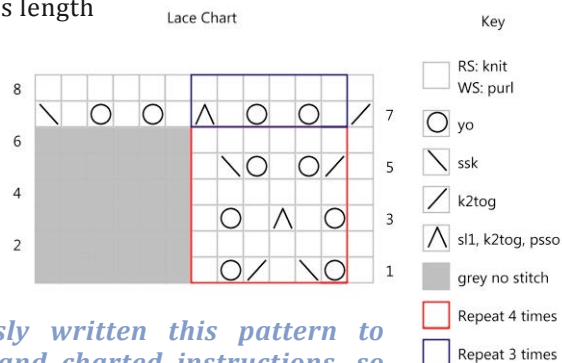 s length
Lace Chart
Key
8
7
6
5
4
3
2
1
RS: knit
WS: purl
yo
ssk
k2tog
sl1, k2tog, psso
grey no stitch
Repeat 4 times
Repeat 3 times
sly written this pattern to
and charted instructions, so